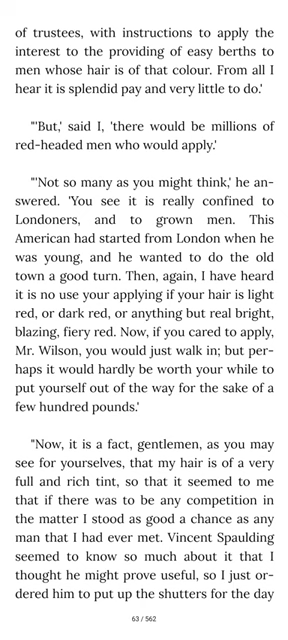 of trustees, with instructions to apply the
interest to the providing of easy berths to
men whose hair is of that colour. From all I
hear it is splendid pay and very little to do.'
"'But,' said I, 'there would be millions of
red-headed men who would apply.'
"'Not so many as you might think,' he an-
swered. 'You see it is really confined to
Londoners, and to grown men. This
American had started from London when he
was young, and he wanted to do the old
town a good turn. Then, again, I have heard
it is no use your applying if your hair is light
red, or dark red, or anything but real bright,
blazing, fiery red. Now, if you cared to apply,
Mr. Wilson, you would just walk in; but per-
haps it would hardly be worth your while to
put yourself out of the way for the sake of a
few hundred pounds.'
"Now, it is a fact, gentlemen, as you may
see for yourselves, that my hair is of a very
full and rich tint, so that it seemed to me
that if there was to be any competition in
the matter I stood as good a chance as any
man that I had ever met. Vincent Spaulding
seemed to know so much about it that I
thought he might prove useful, so I just or-
dered him to put up the shutters for the day
63 / 562